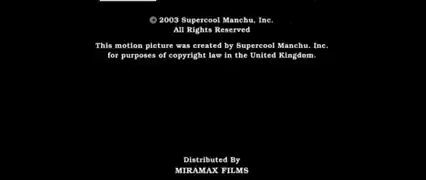 © 2003 Supercool Manchu, Inc.
All Rights Reserved
This motion picture was created by Supercool Manchu. Inc.
for purposes of copyright law in the United Kingdom.
Distributed By
MIRAMAX FILMS